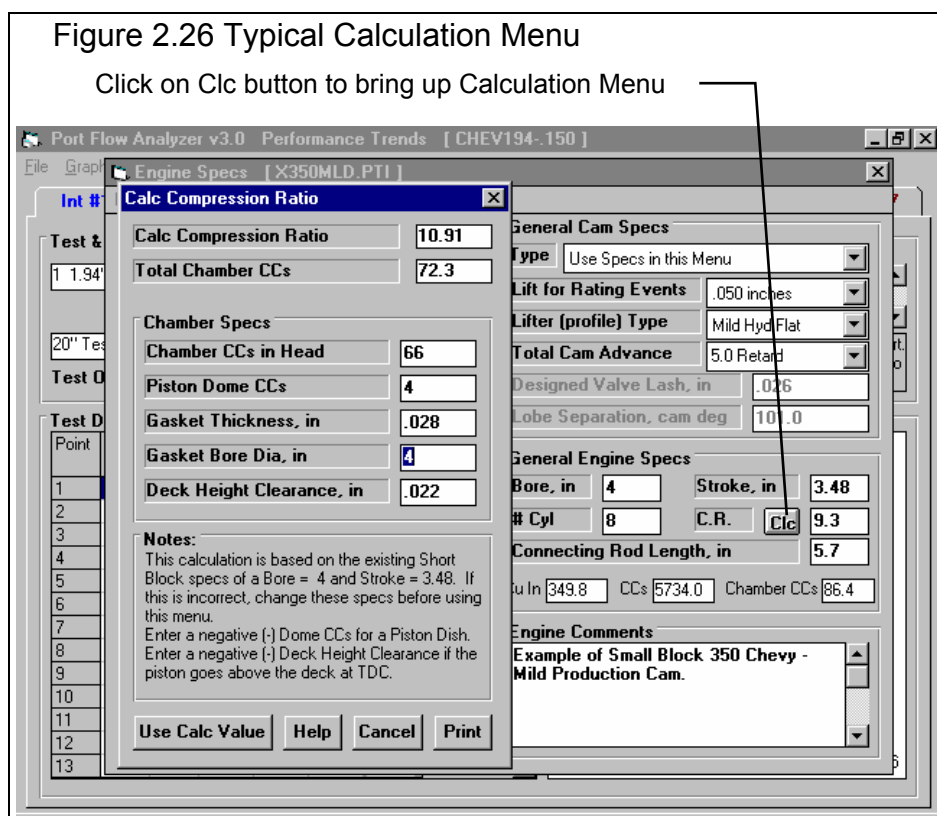 Figure 2.26 Typical Calculation Menu
Click on Clc button to bring up Calculation Menu
Port Flow Analyzer v3.0 Performance Trends [ CHEV194-.150 ]
File
Engine Specs [ X350MLD.PTI ]
Int #
Calc Compression Ratio
Calc Compression Ratio 10.91
Total Chamber CCs 72.3
Chamber Specs
Chamber CCs in Head 66
Piston Dome CCs 4
Gasket Thickness, in .028
Gasket Bore Dia, in 4
Deck Height Clearance, in .022
Notes:
This calculation is based on the existing Short
Block specs of a Bore = 4 and Stroke = 3.48. If
this is incorrect, change these specs before using
this menu.
Enter a negative (-) Dome CCs for a Piston Dish.
Enter a negative (-) Deck Height Clearance if the
piston goes above the deck at TDC.
Use Calc Value Help Cancel Print
General Cam Specs
Type Use Specs in this Menu
Lift for Rating Events .050 inches
Lifter (profile) Type Mild Hyd Flat
Total Cam Advance 5.0 Retard
Designed Valve Lash, in .026
Lobe Separation, cam deg 101.0
General Engine Specs
Bore, in 4 Stroke, in 3.48
# Cyl 8 C.R. Clc 9.3
Connecting Rod Length, in 5.7
In 349.8 CCs 5734.0 Chamber CCs 86.4
Engine Comments
Example of Small Block 350 Chevy -
Mild Production Cam.
Test &
1 1.94"
20" Tes
Test O
Test D
Point
1
2
3
4
5
6
7
8
9
10
11
12
13